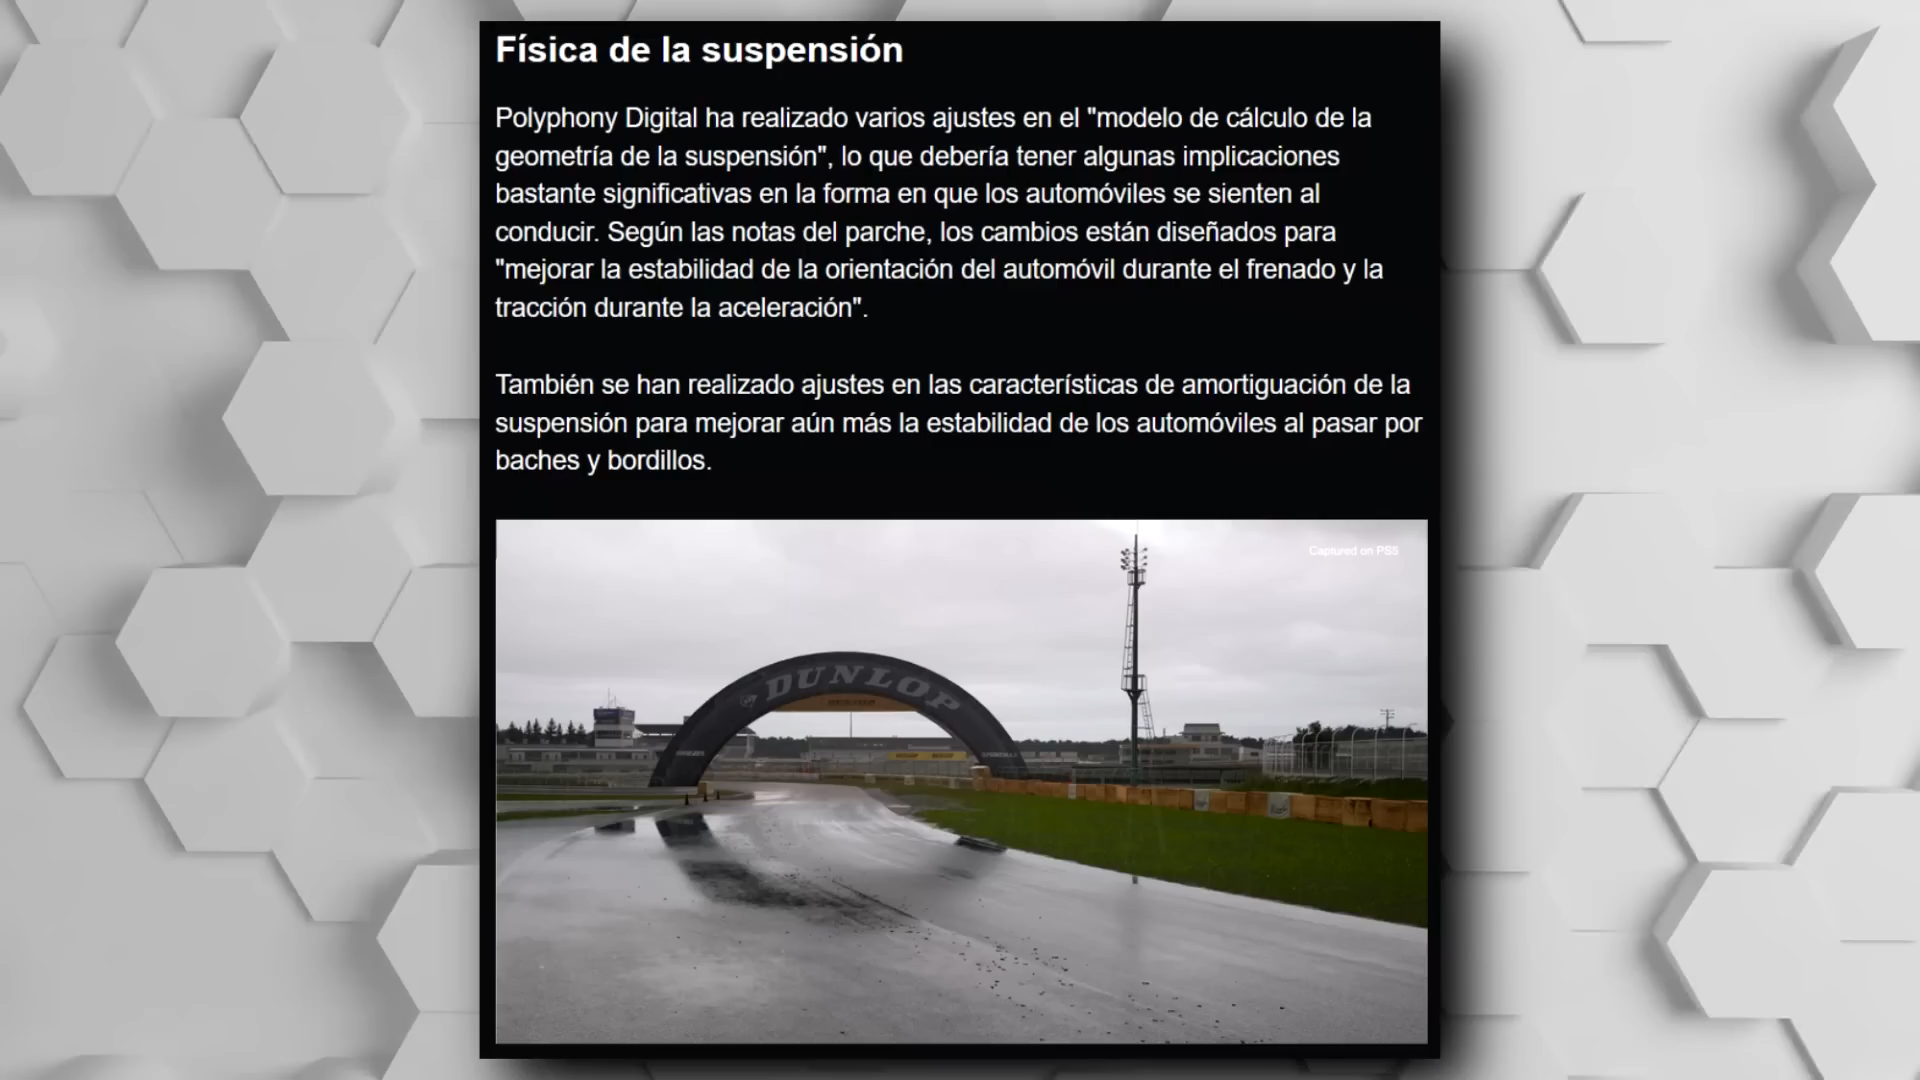 Física de la suspensión
Polyphony Digital ha realizado varios ajustes en el "modelo de cálculo de la
geometría de la suspensión", lo que debería tener algunas implicaciones
bastante significativas en la forma en que los automóviles se sienten al
conducir. Según las notas del parche, los cambios están diseñados para
"mejorar la estabilidad de la orientación del automóvil durante el frenado y la
tracción durante la aceleración".
También se han realizado ajustes en las características de amortiguación de la
suspensión para mejorar aún más la estabilidad de los automóviles al pasar por
baches y bordillos.
Captured on PS5
DUNLOP